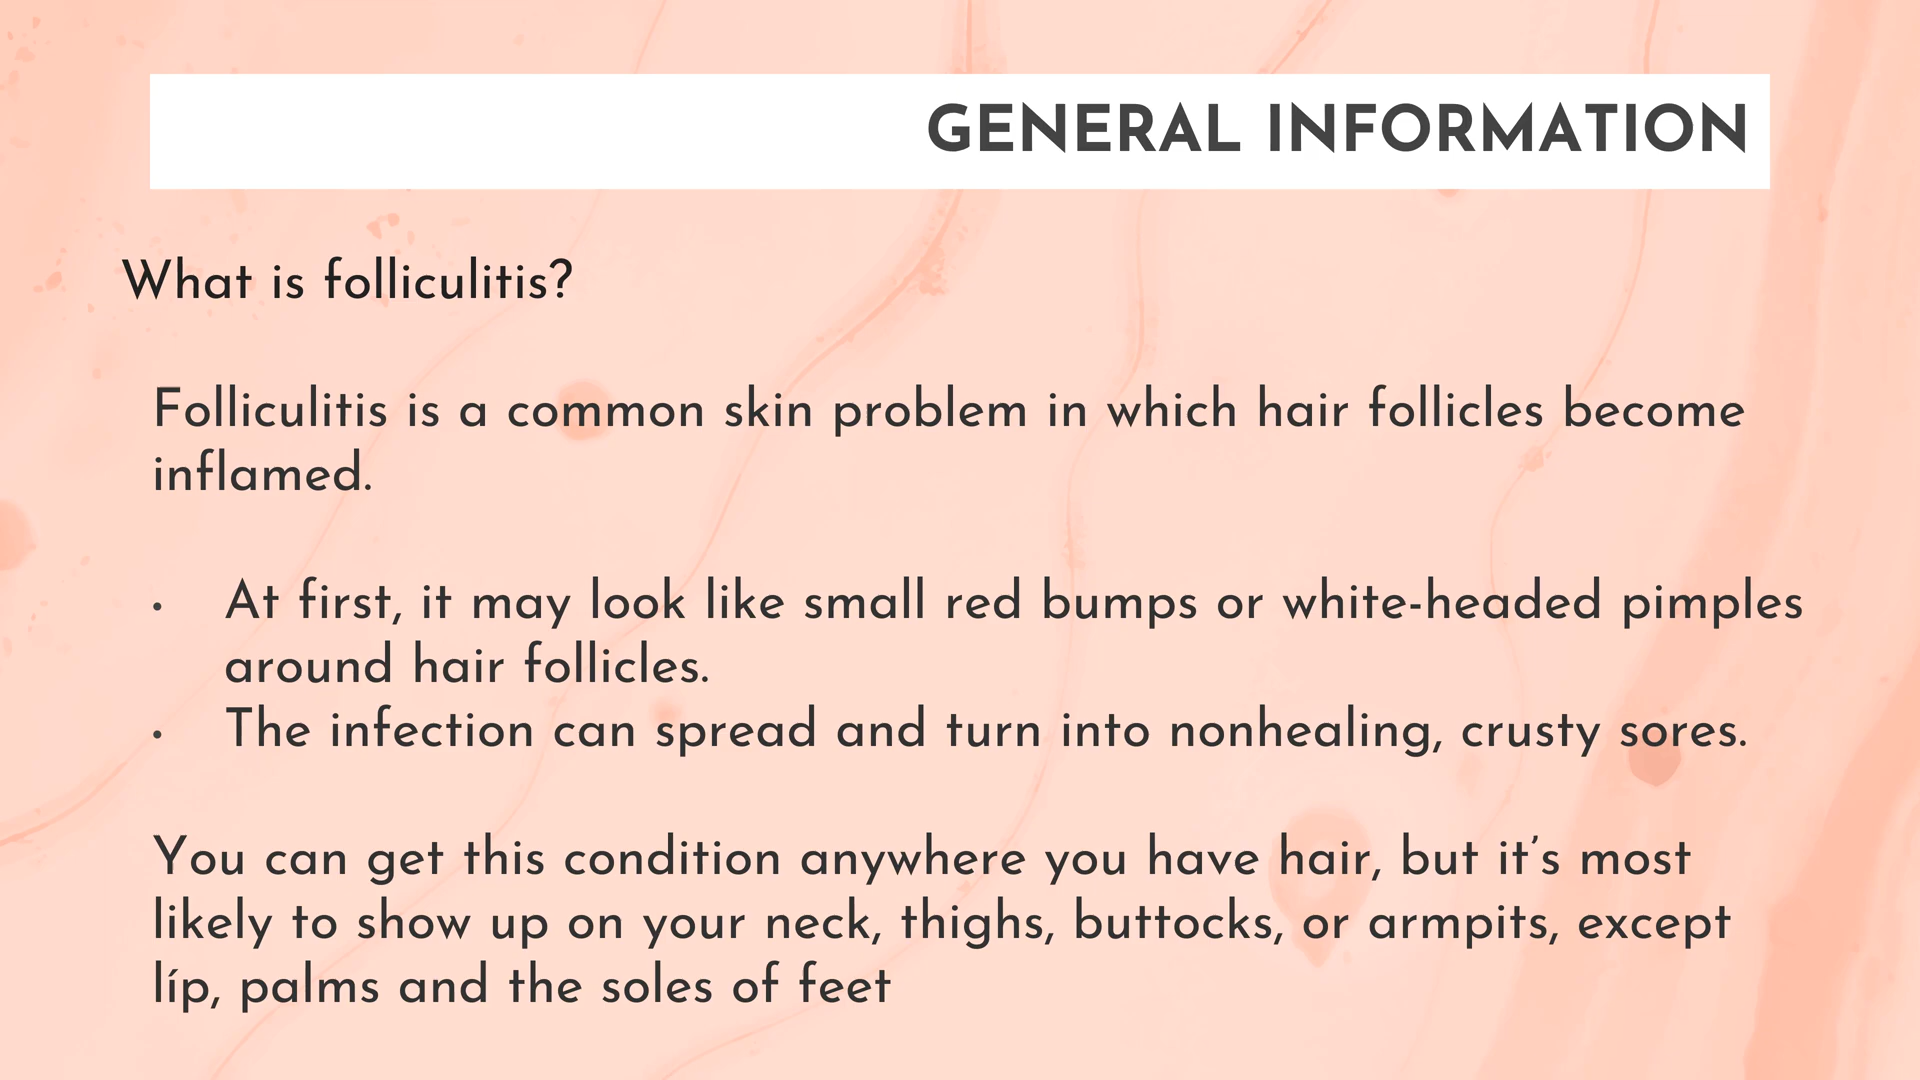 GENERAL INFORMATION
What is folliculitis?
Folliculitis is a common skin problem in which hair follicles become
inflamed.
• At first, it may look like small red bumps or white-headed pimples
around hair follicles.
• The infection can spread and turn into nonhealing, crusty sores.
You can get this condition anywhere you have hair, but it’s most
likely to show up on your neck, thighs, buttocks, or armpits, except
líp, palms and the soles of feet